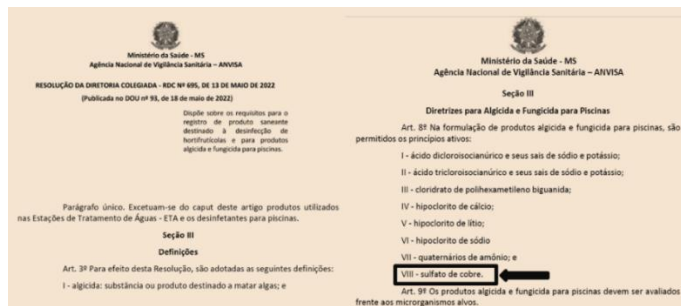 Ministério da Saúde - MS
Agência Nacional de Vigilância Sanitária – ANVISA
RESOLUÇÃO DA DIRETORIA COLEGIADA - RDC Nº 695, DE 13 DE MAIO DE 2022
(Publicada no DOU nº 93, de 18 de maio de 2022)
Dispõe sobre os requisitos para o
registro de produto saneante
destinado à desinfecção de
hortifrutícolas e para produtos
algicida e fungicida para piscinas.
Parágrafo único. Excetuam-se do caput deste artigo produtos utilizados
nas Estações de Tratamento de Águas - ETA e os desinfetantes para piscinas.
Seção III
Definições
Art. 3º Para efeito desta Resolução, são adotadas as seguintes definições:
I - algicida: substância ou produto destinado a matar algas; e
Ministério da Saúde - MS
Agência Nacional de Vigilância Sanitária – ANVISA
Seção III
Diretrizes para Algicida e Fungicida para Piscinas
Art. 8º Na formulação de produtos algicida e fungicida para piscinas, são
permitidos os princípios ativos:
I - ácido dicloroisocianúrico e seus sais de sódio e potássio;
II - ácido tricloroisocianúrico e seus sais de sódio e potássio;
III - cloridrato de polihexametileno biguanida;
IV - hipoclorito de cálcio;
V - hipoclorito de lítio;
VI - hipoclorito de sódio
VII - quaternários de amônio; e
VIII - sulfato de cobre.
Art. 9º Os produtos algicida e fungicida para piscinas devem ser avaliados
frente aos microrganismos alvos.